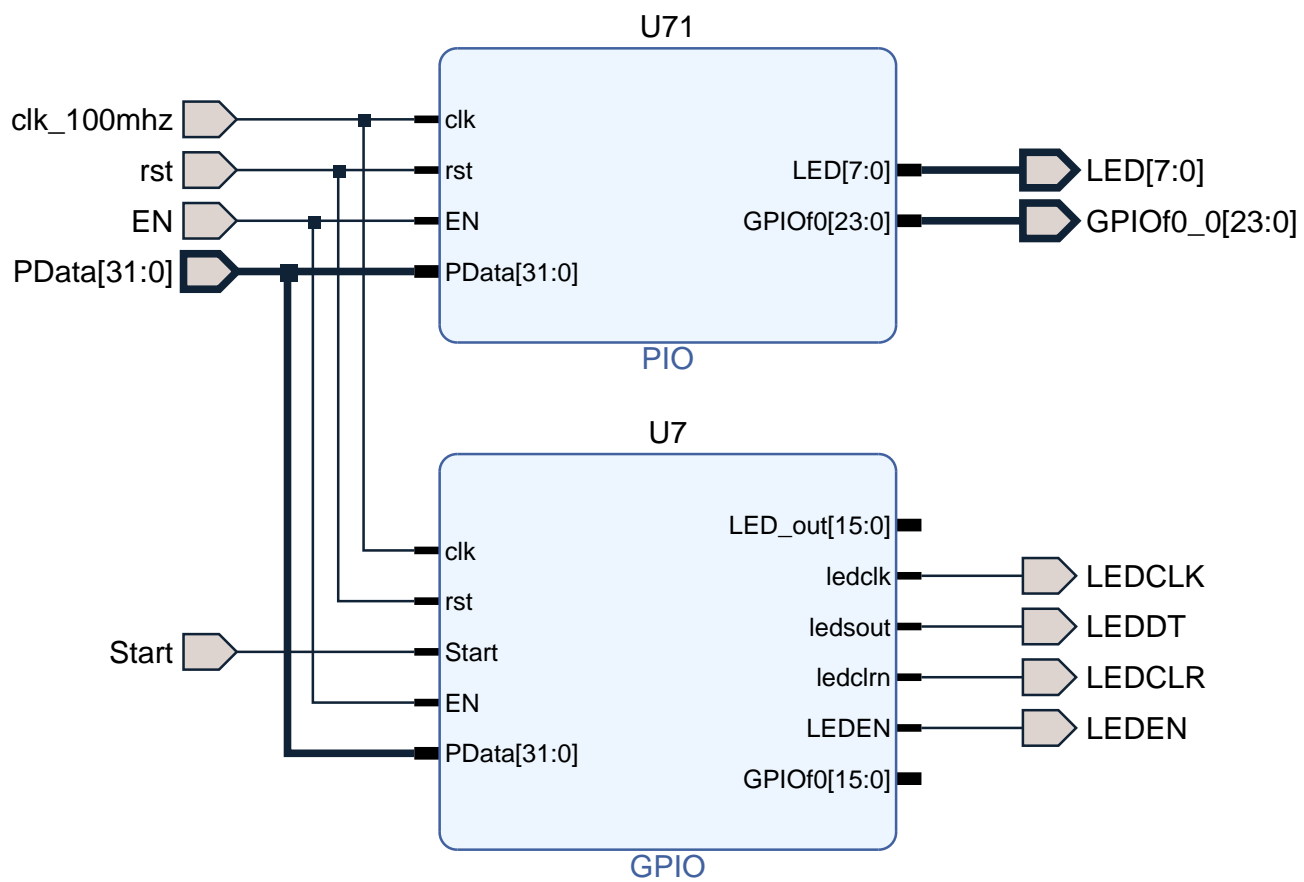 U71
clk_100mhz
rst
EN
PData[31:0]
clk
rst
EN
PData[31:0]
LED[7:0]
GPIOf0[23:0]
LED[7:0]
GPIOf0_0[23:0]
PIO
U7
Start
clk
rst
Start
EN
PData[31:0]
LED_out[15:0]
ledclk
ledsout
ledclrn
LEDEN
GPIOf0[15:0]
LEDCLK
LEDDT
LEDCLR
LEDEN
GPIO